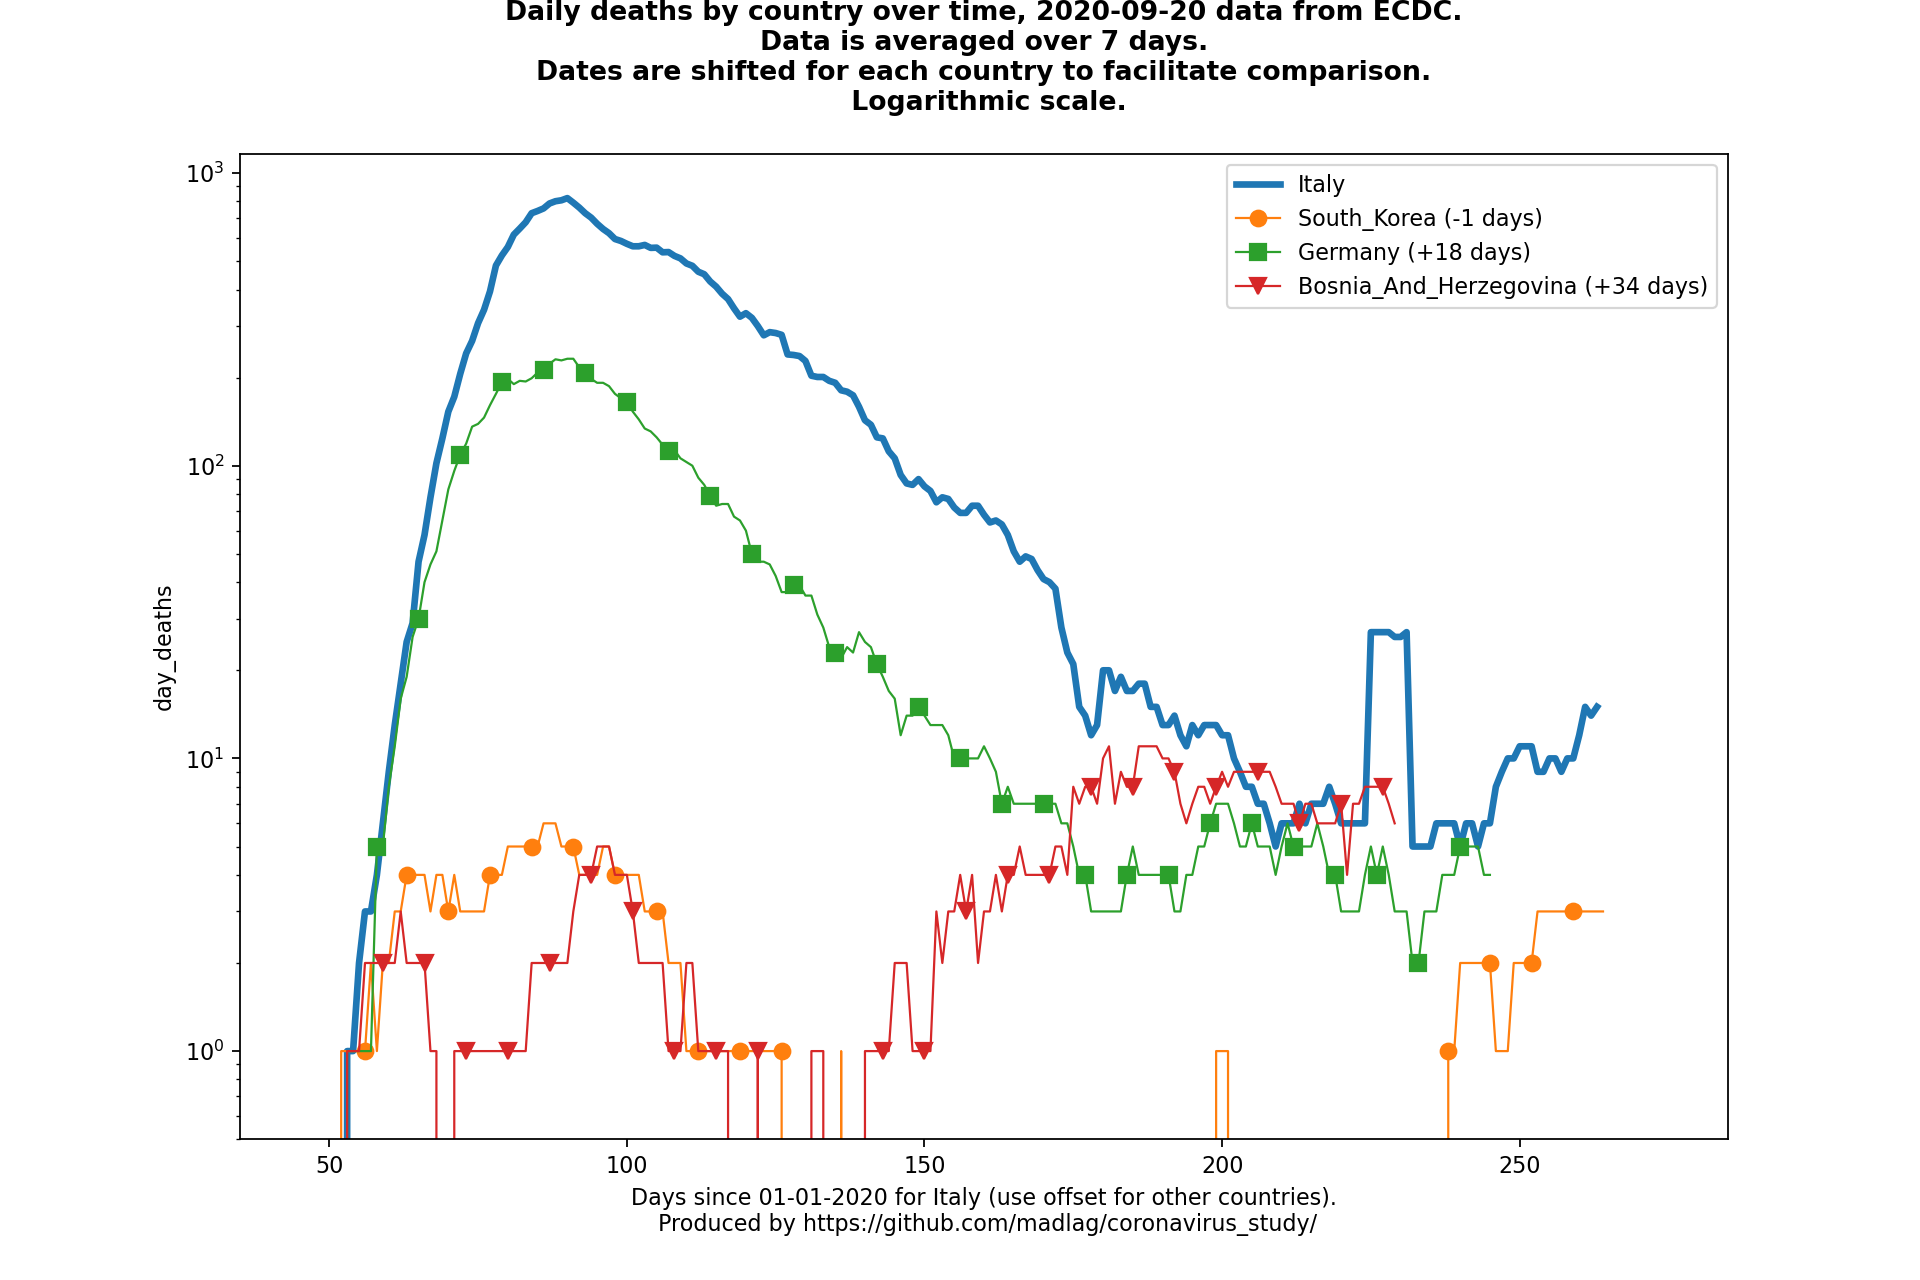 Daily deaths by country over time, 2020-09-20 data from ECDC.
Data is averaged over 7 days.
Dates are shifted for each country to facilitate comparison.
Logarithmic scale.
10³
10²
10¹
10⁰
day_deaths
Italy
South_Korea (-1 days)
Germany (+18 days)
Bosnia_And_Herzegovina (+34 days)
50 100 150 200 250
Days since 01-01-2020 for Italy (use offset for other countries).
Produced by https://github.com/madlag/coronavirus_study/